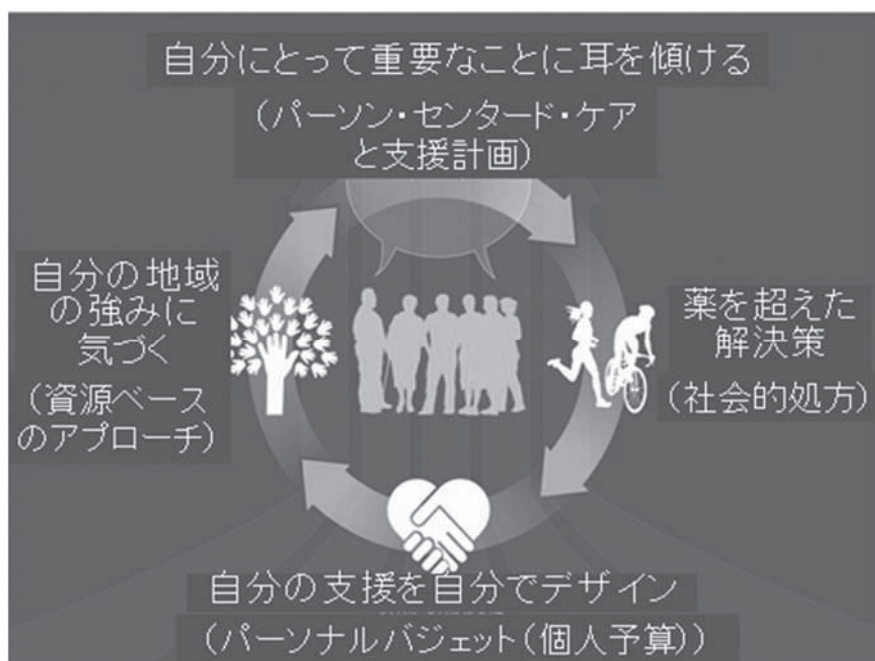 自分にとって重要なことに耳を傾ける
（パーソン・センタード・ケア
と支援計画）
薬を超えた
解決策
（社会的処方）
自分の支援を自分でデザイン
（パーソナルバジェット（個人予算））
自分の地域
の強みに
気づく
（資源ベース
のアプローチ）